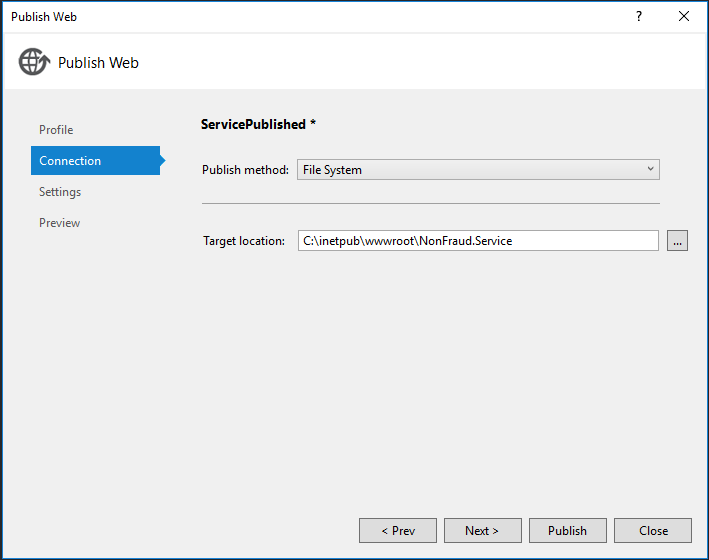 Publish Web
?
Publish Web
Profile
Connection
Settings
Preview
ServicePublished *
Publish method: File System
Target location: C:\inetpub\wwwroot\NonFraud.Service ...
< Prev Next > Publish Close